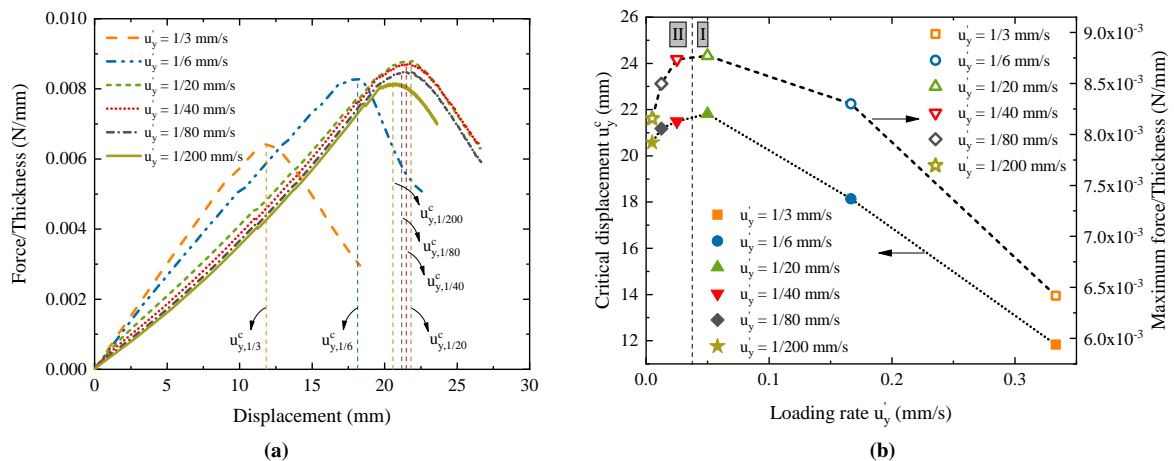 0.010
0.008
0.006
0.004
0.002
0.000
Force/Thickness (N/mm)
u̇y = 1/3 mm/s
u̇y = 1/6 mm/s
u̇y = 1/20 mm/s
u̇y = 1/40 mm/s
u̇y = 1/80 mm/s
u̇y = 1/200 mm/s
u^c_y,1/200
u^c_y,1/80
u^c_y,1/40
u^c_y,1/3
u^c_y,1/6
u^c_y,1/20
0 5 10 15 20 25 30
Displacement (mm)
(a)
26
24
22
20
18
16
14
12
Critical displacement u^c_y (mm)
II I
u̇y = 1/3 mm/s
u̇y = 1/6 mm/s
u̇y = 1/20 mm/s
u̇y = 1/40 mm/s
u̇y = 1/80 mm/s
u̇y = 1/200 mm/s
u̇y = 1/3 mm/s
u̇y = 1/6 mm/s
u̇y = 1/20 mm/s
u̇y = 1/40 mm/s
u̇y = 1/80 mm/s
u̇y = 1/200 mm/s
9.0x10⁻³
8.5x10⁻³
8.0x10⁻³
7.5x10⁻³
7.0x10⁻³
6.5x10⁻³
6.0x10⁻³
Maximum force/Thickness (N/mm)
0.0 0.1 0.2 0.3
Loading rate u̇y (mm/s)
(b)